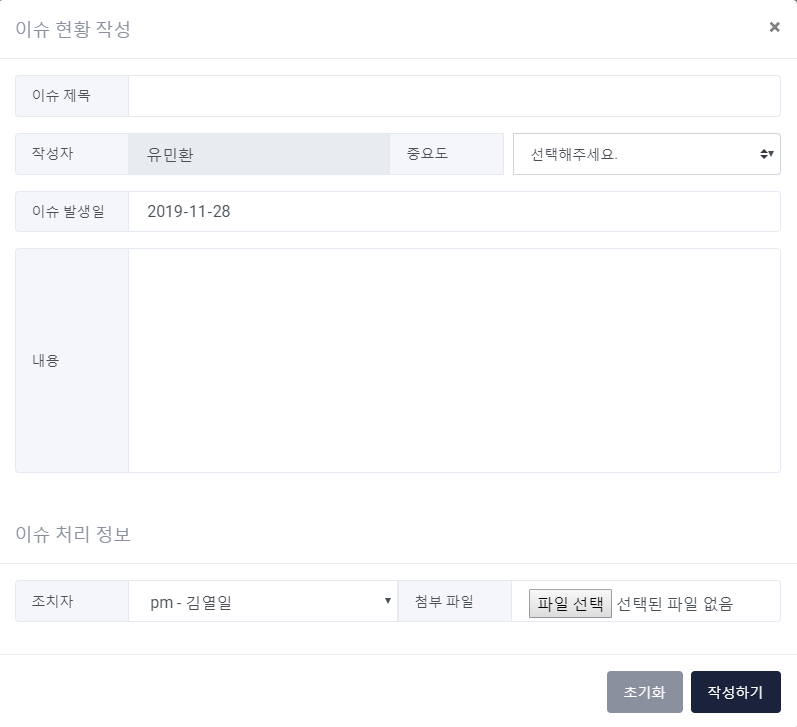 이슈 현황 작성 ×
이슈 제목
작성자 유민환 중요도 선택해주세요.
이슈 발생일 2019-11-28
내용
이슈 처리 정보
조치자 pm - 김열일 첨부 파일 파일 선택 선택된 파일 없음
초기화 작성하기